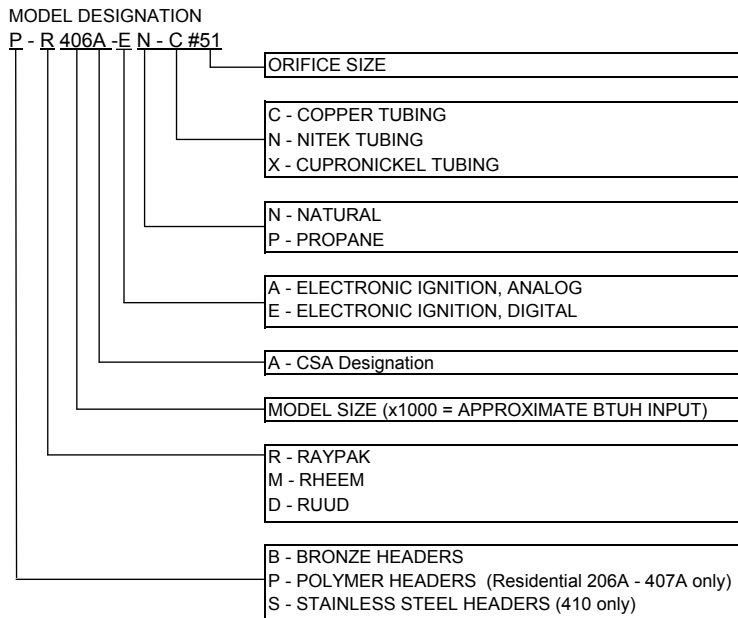 MODEL DESIGNATION
P - R 406A -E N - C #51
ORIFICE SIZE
C - COPPER TUBING
N - NITEK TUBING
X - CUPRONICKEL TUBING
N - NATURAL
P - PROPANE
A - ELECTRONIC IGNITION, ANALOG
E - ELECTRONIC IGNITION, DIGITAL
A - CSA Designation
MODEL SIZE (x1000 = APPROXIMATE BTUH INPUT)
R - RAYPAK
M - RHEEM
D - RUUD
B - BRONZE HEADERS
P - POLYMER HEADERS (Residential 206A - 407A only)
S - STAINLESS STEEL HEADERS (410 only)